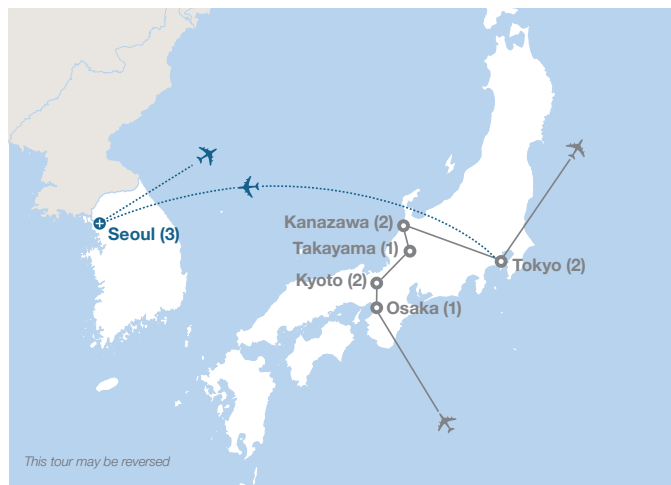 Kanazawa (2)
Seoul (3)
Takayama (1)
Tokyo (2)
Kyoto (2)
Osaka (1)
This tour may be reversed